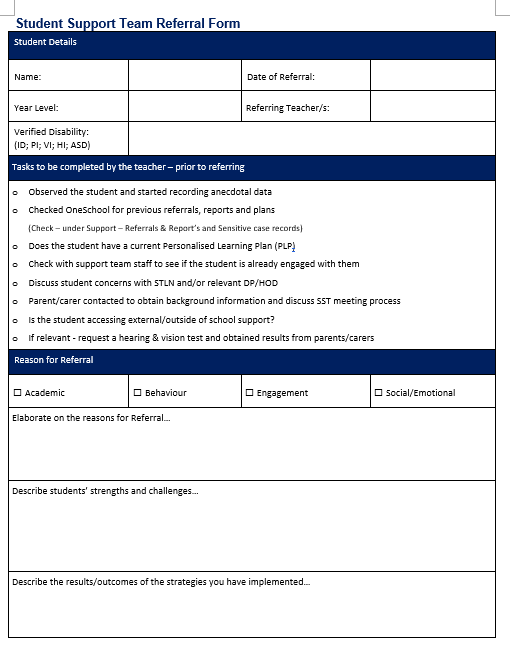 Student Support Team Referral Form
Student Details
Name:
Date of Referral:
Year Level:
Referring Teacher/s:
Verified Disability:
(ID; PI; VI; HI; ASD)
Tasks to be completed by the teacher – prior to referring
o Observed the student and started recording anecdotal data
o Checked OneSchool for previous referrals, reports and plans
(Check – under Support – Referrals & Report's and Sensitive case records)
o Does the student have a current Personalised Learning Plan (PLP)
o Check with support team staff to see if the student is already engaged with them
o Discuss student concerns with STLN and/or relevant DP/HOD
o Parent/carer contacted to obtain background information and discuss SST meeting process
o Is the student accessing external/outside of school support?
o If relevant - request a hearing & vision test and obtained results from parents/carers
Reason for Referral
☐ Academic
☐ Behaviour
☐ Engagement
☐ Social/Emotional
Elaborate on the reasons for Referral...
Describe students' strengths and challenges...
Describe the results/outcomes of the strategies you have implemented...